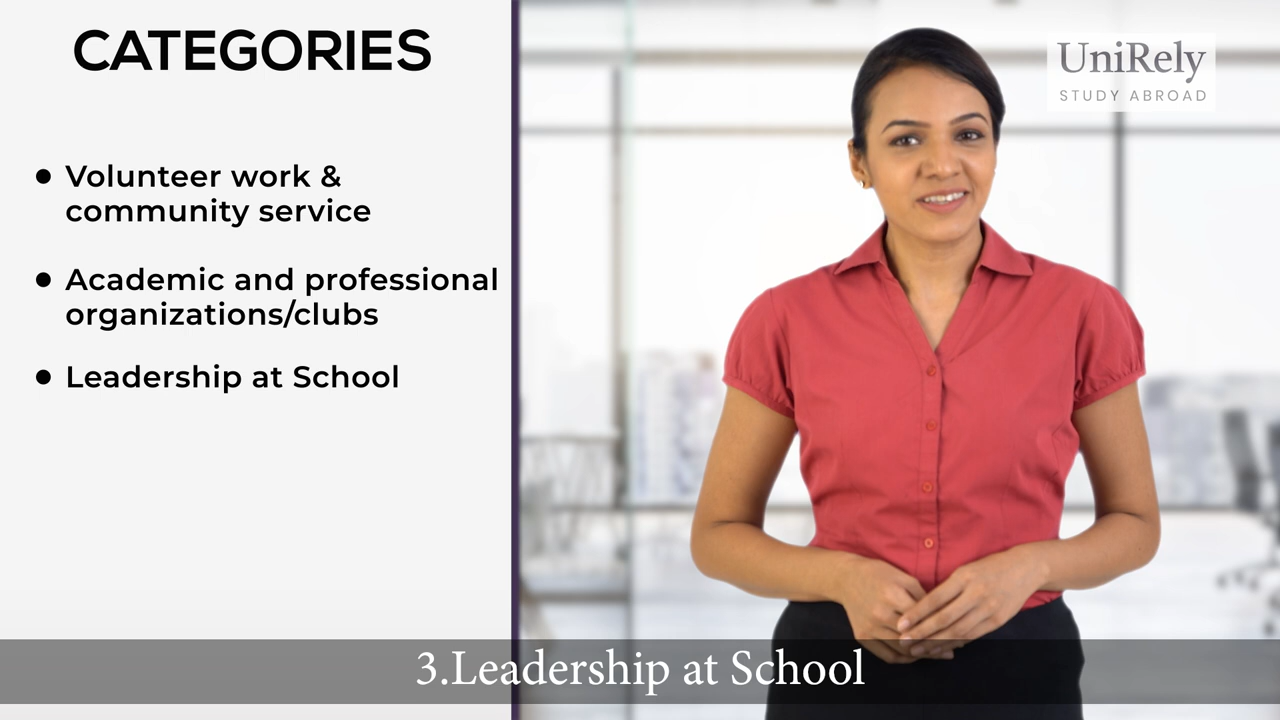 CATEGORIES
UniRely
STUDY ABROAD
• Volunteer work &
community service
• Academic and professional
organizations/clubs
• Leadership at School
3.Leadership at School